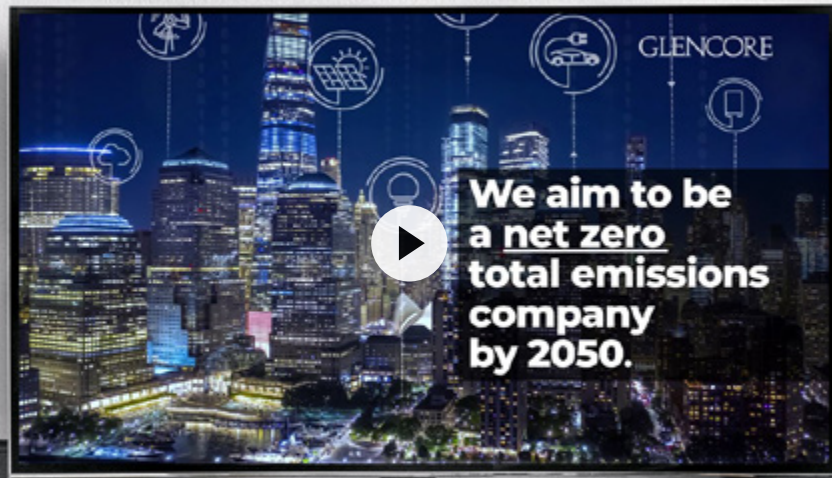 GLENCORE
We aim to be
a net zero
total emissions
company
by 2050.